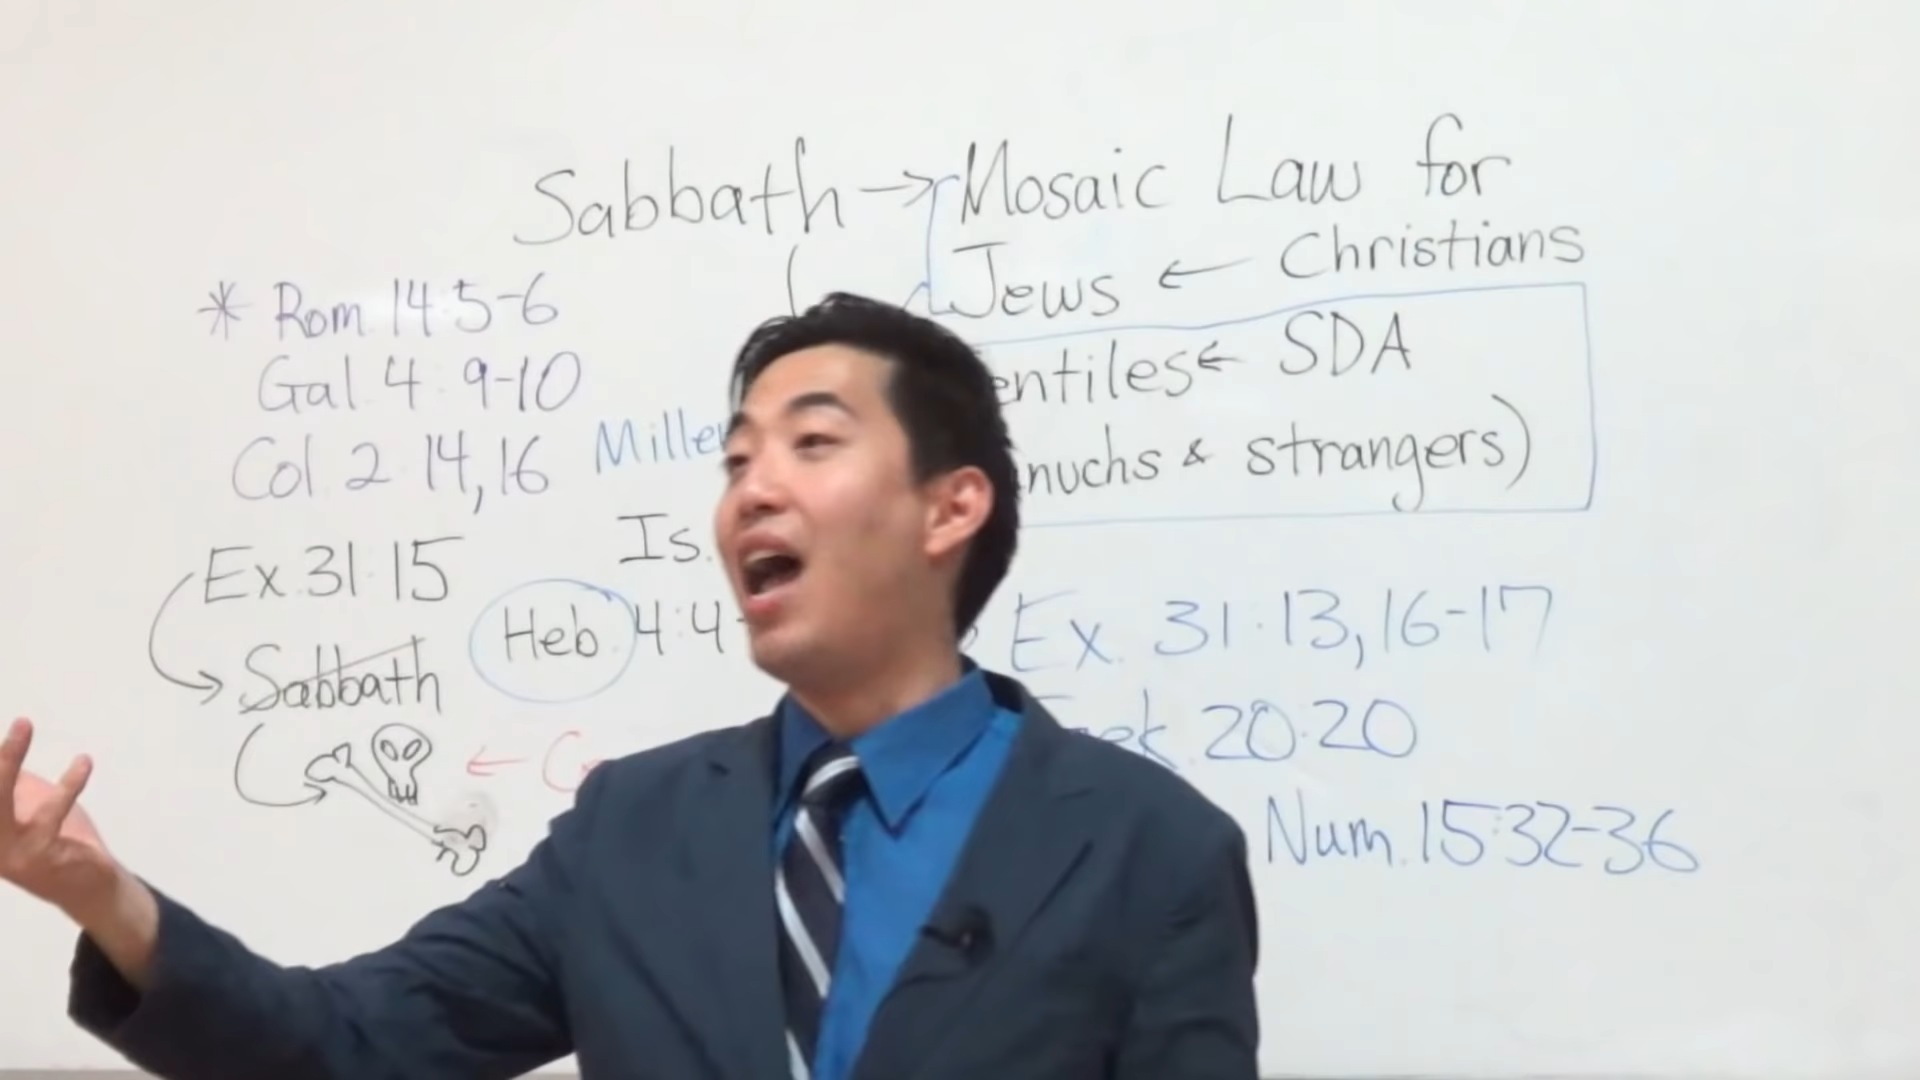 Sabbath → Mosaic Law for
Jews ← Christians
* Rom 14:5-6
entiles ← SDA
Gal. 4:9-10
nuchs & strangers)
Col. 2:14,16
Is.
Ex. 31:15
Heb. 4:4-
Ex. 31:13,16-17
Sabbath
20:20
Num. 15:32-36